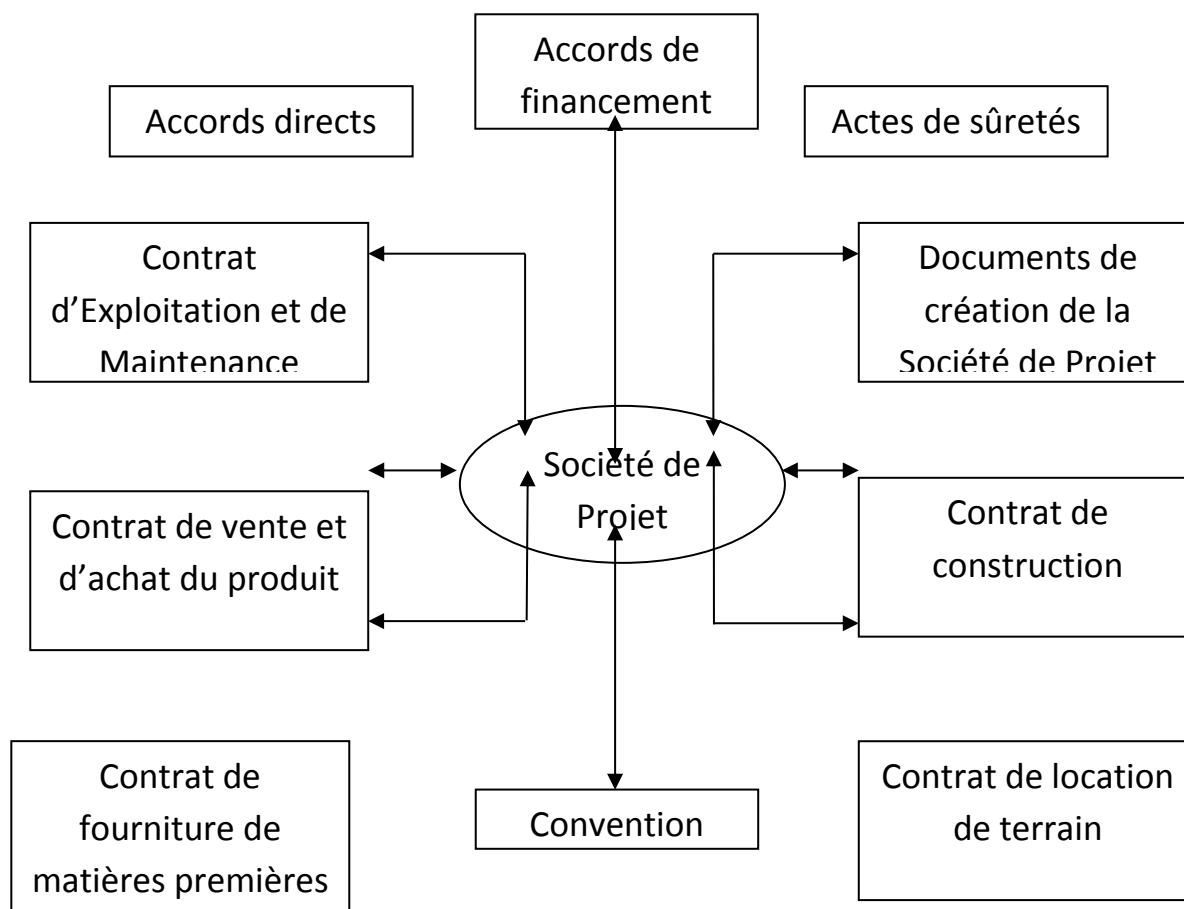 Accords de
financement
Accords directs
Actes de sûretés
Contrat
d’Exploitation et de
Maintenance
Documents de
création de la
Société de Projet
Société de
Projet
Contrat de vente et
d’achat du produit
Contrat de
construction
Contrat de
fourniture de
matières premières
Convention
Contrat de location
de terrain